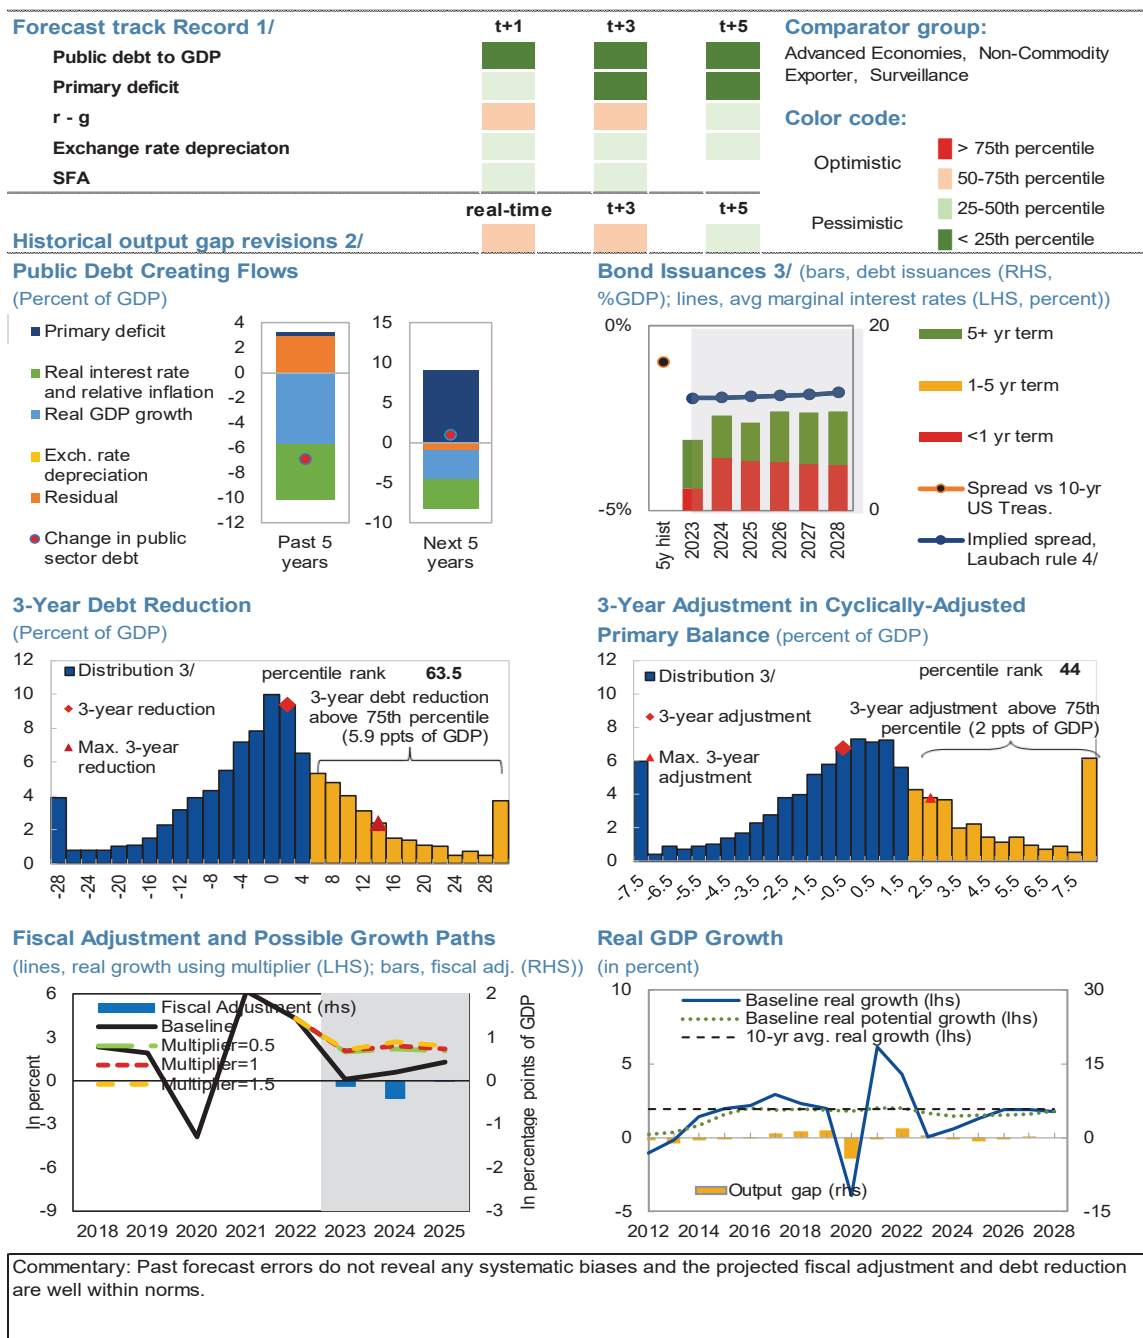 Forecast track Record 1/ t+1 t+3 t+5
Public debt to GDP
Primary deficit
r - g
Exchange rate depreciaton
SFA
real-time t+3 t+5
Historical output gap revisions 2/
Comparator group:
Advanced Economies, Non-Commodity
Exporter, Surveillance
Color code:
Optimistic
> 75th percentile
50-75th percentile
Pessimistic
25-50th percentile
< 25th percentile
Public Debt Creating Flows
(Percent of GDP)
Primary deficit
Real interest rate
and relative inflation
Real GDP growth
Exch. rate
depreciation
Residual
Change in public
sector debt
4
2
0
-2
-4
-6
-8
-10
-12
Past 5
years
15
10
5
0
-5
-10
Next 5
years
Bond Issuances 3/ (bars, debt issuances (RHS,
%GDP); lines, avg marginal interest rates (LHS, percent))
0%
-5%
20
0
5y hist 2023 2024 2025 2026 2027 2028
5+ yr term
1-5 yr term
<1 yr term
Spread vs 10-yr
US Treas.
Implied spread,
Laubach rule 4/
3-Year Debt Reduction
(Percent of GDP)
12
10
8
6
4
2
0
Distribution 3/
3-year reduction
Max. 3-year
reduction
percentile rank 63.5
3-year debt reduction
above 75th percentile
(5.9 ppts of GDP)
-28 -24 -20 -16 -12 -8 -4 0 4 8 12 16 20 24 28
3-Year Adjustment in Cyclically-Adjusted
Primary Balance (percent of GDP)
12
10
8
6
4
2
0
Distribution 3/
3-year adjustment
Max. 3-year
adjustment
percentile rank 44
3-year adjustment above 75th
percentile (2 ppts of GDP)
-7.5 -6.5 -5.5 -4.5 -3.5 -2.5 -1.5 -0.5 0.5 1.5 2.5 3.5 4.5 5.5 6.5 7.5
Fiscal Adjustment and Possible Growth Paths
(lines, real growth using multiplier (LHS); bars, fiscal adj. (RHS))
In percent
6
3
0
-3
-6
-9
Fiscal Adjustment (rhs)
Baseline
Multiplier=0.5
Multiplier=1
Multiplier=1.5
2
1
0
-1
-2
-3
In percentage points of GDP
2018 2019 2020 2021 2022 2023 2024 2025
Real GDP Growth
(in percent)
10
5
0
-5
Baseline real growth (lhs)
Baseline real potential growth (lhs)
10-yr avg. real growth (lhs)
Output gap (rhs)
30
15
0
-15
2012 2014 2016 2018 2020 2022 2024 2026 2028
Commentary: Past forecast errors do not reveal any systematic biases and the projected fiscal adjustment and debt reduction
are well within norms.